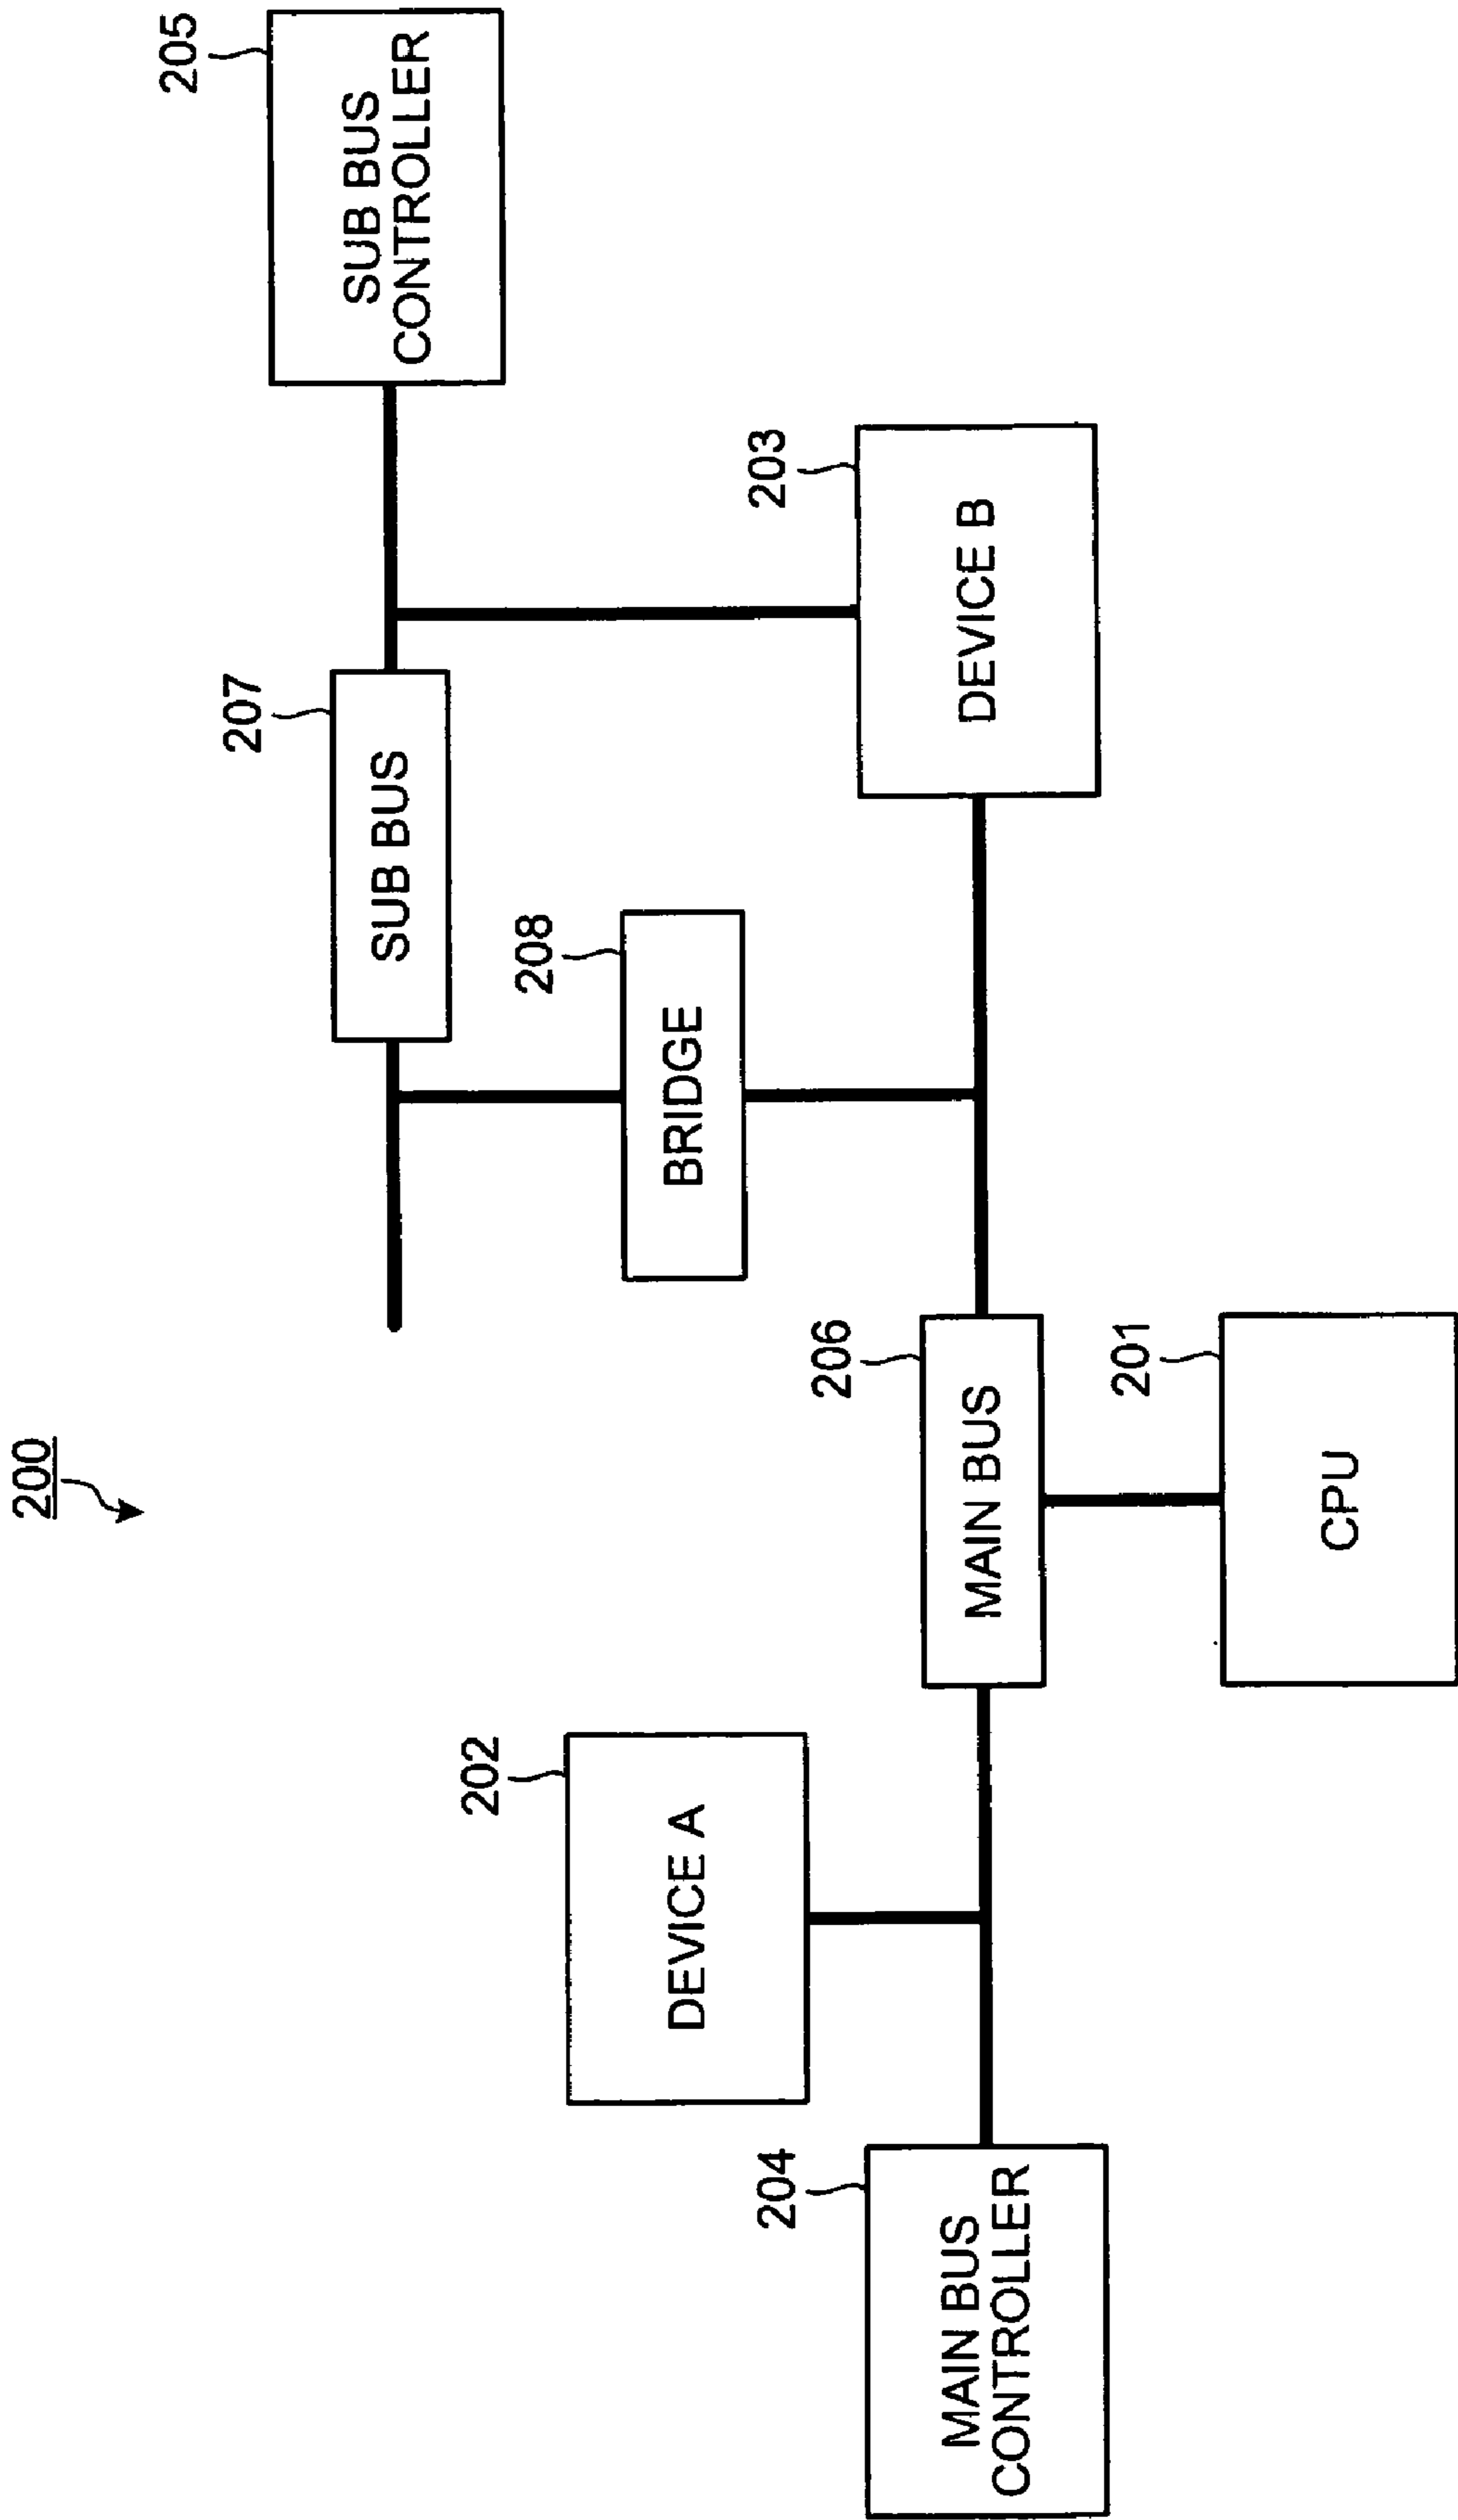 200
205
SUB BUS
CONTROLLER
207
SUB BUS
203
DEVICE B
208
BRIDGE
206
MAIN BUS
201
CPU
202
DEVICE A
204
MAIN BUS
CONTROLLER